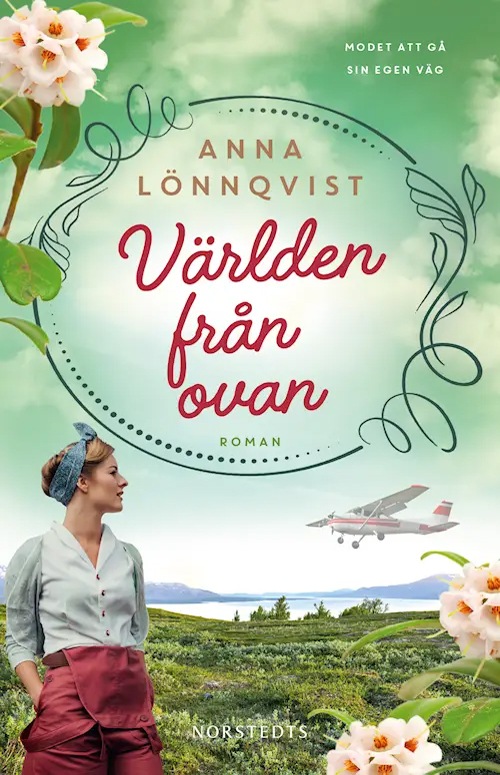 MODET ATT GÅ
SIN EGEN VÄG
ANNA
LÖNNQVIST
Världen
från
ovan
ROMAN
NORSTEDTS